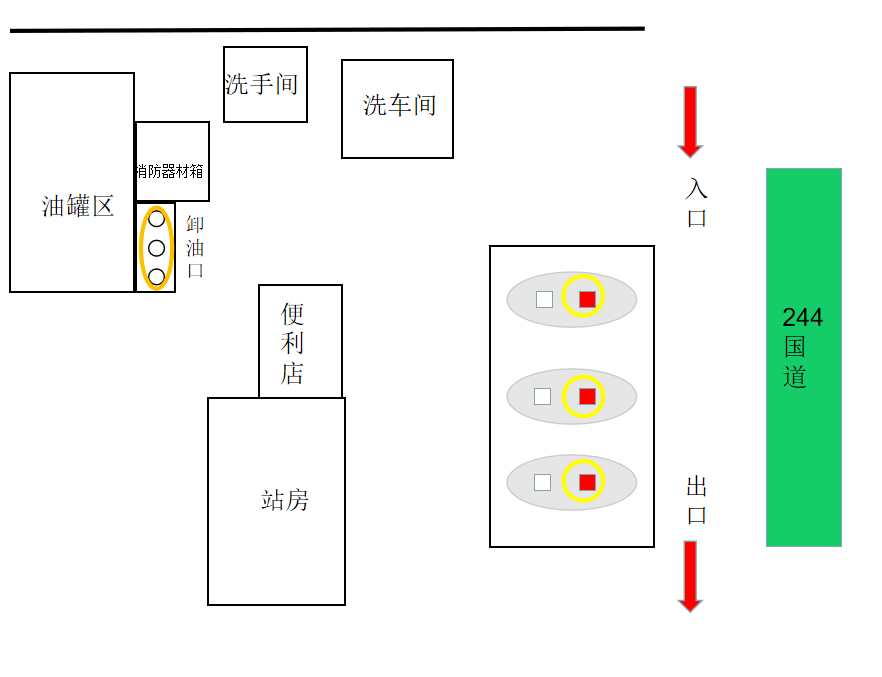 洗手间
洗车间
消防器材箱
油罐区
卸
油
口
入
口
便
利
店
244
国
道
站房
出
口